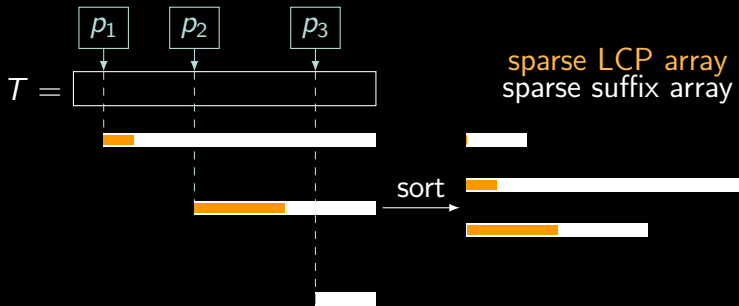 p1 p2 p3
T =
sparse LCP array
sparse suffix array
sort